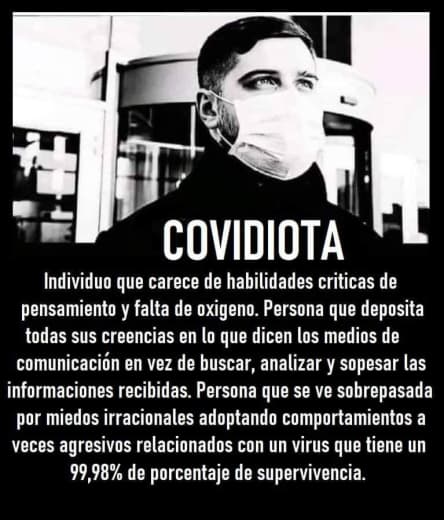 COVIDIOTA
Individuo que carece de habilidades criticas de
pensamiento y falta de oxigeno. Persona que deposita
todas sus creencias en lo que dicen los medios de
comunicación en vez de buscar, analizar y sopesar las
informaciones recibidas. Persona que se ve sobrepasada
por miedos irracionales adoptando comportamientos a
veces agresivos relacionados con un virus que tiene un
99,98% de porcentaje de supervivencia.